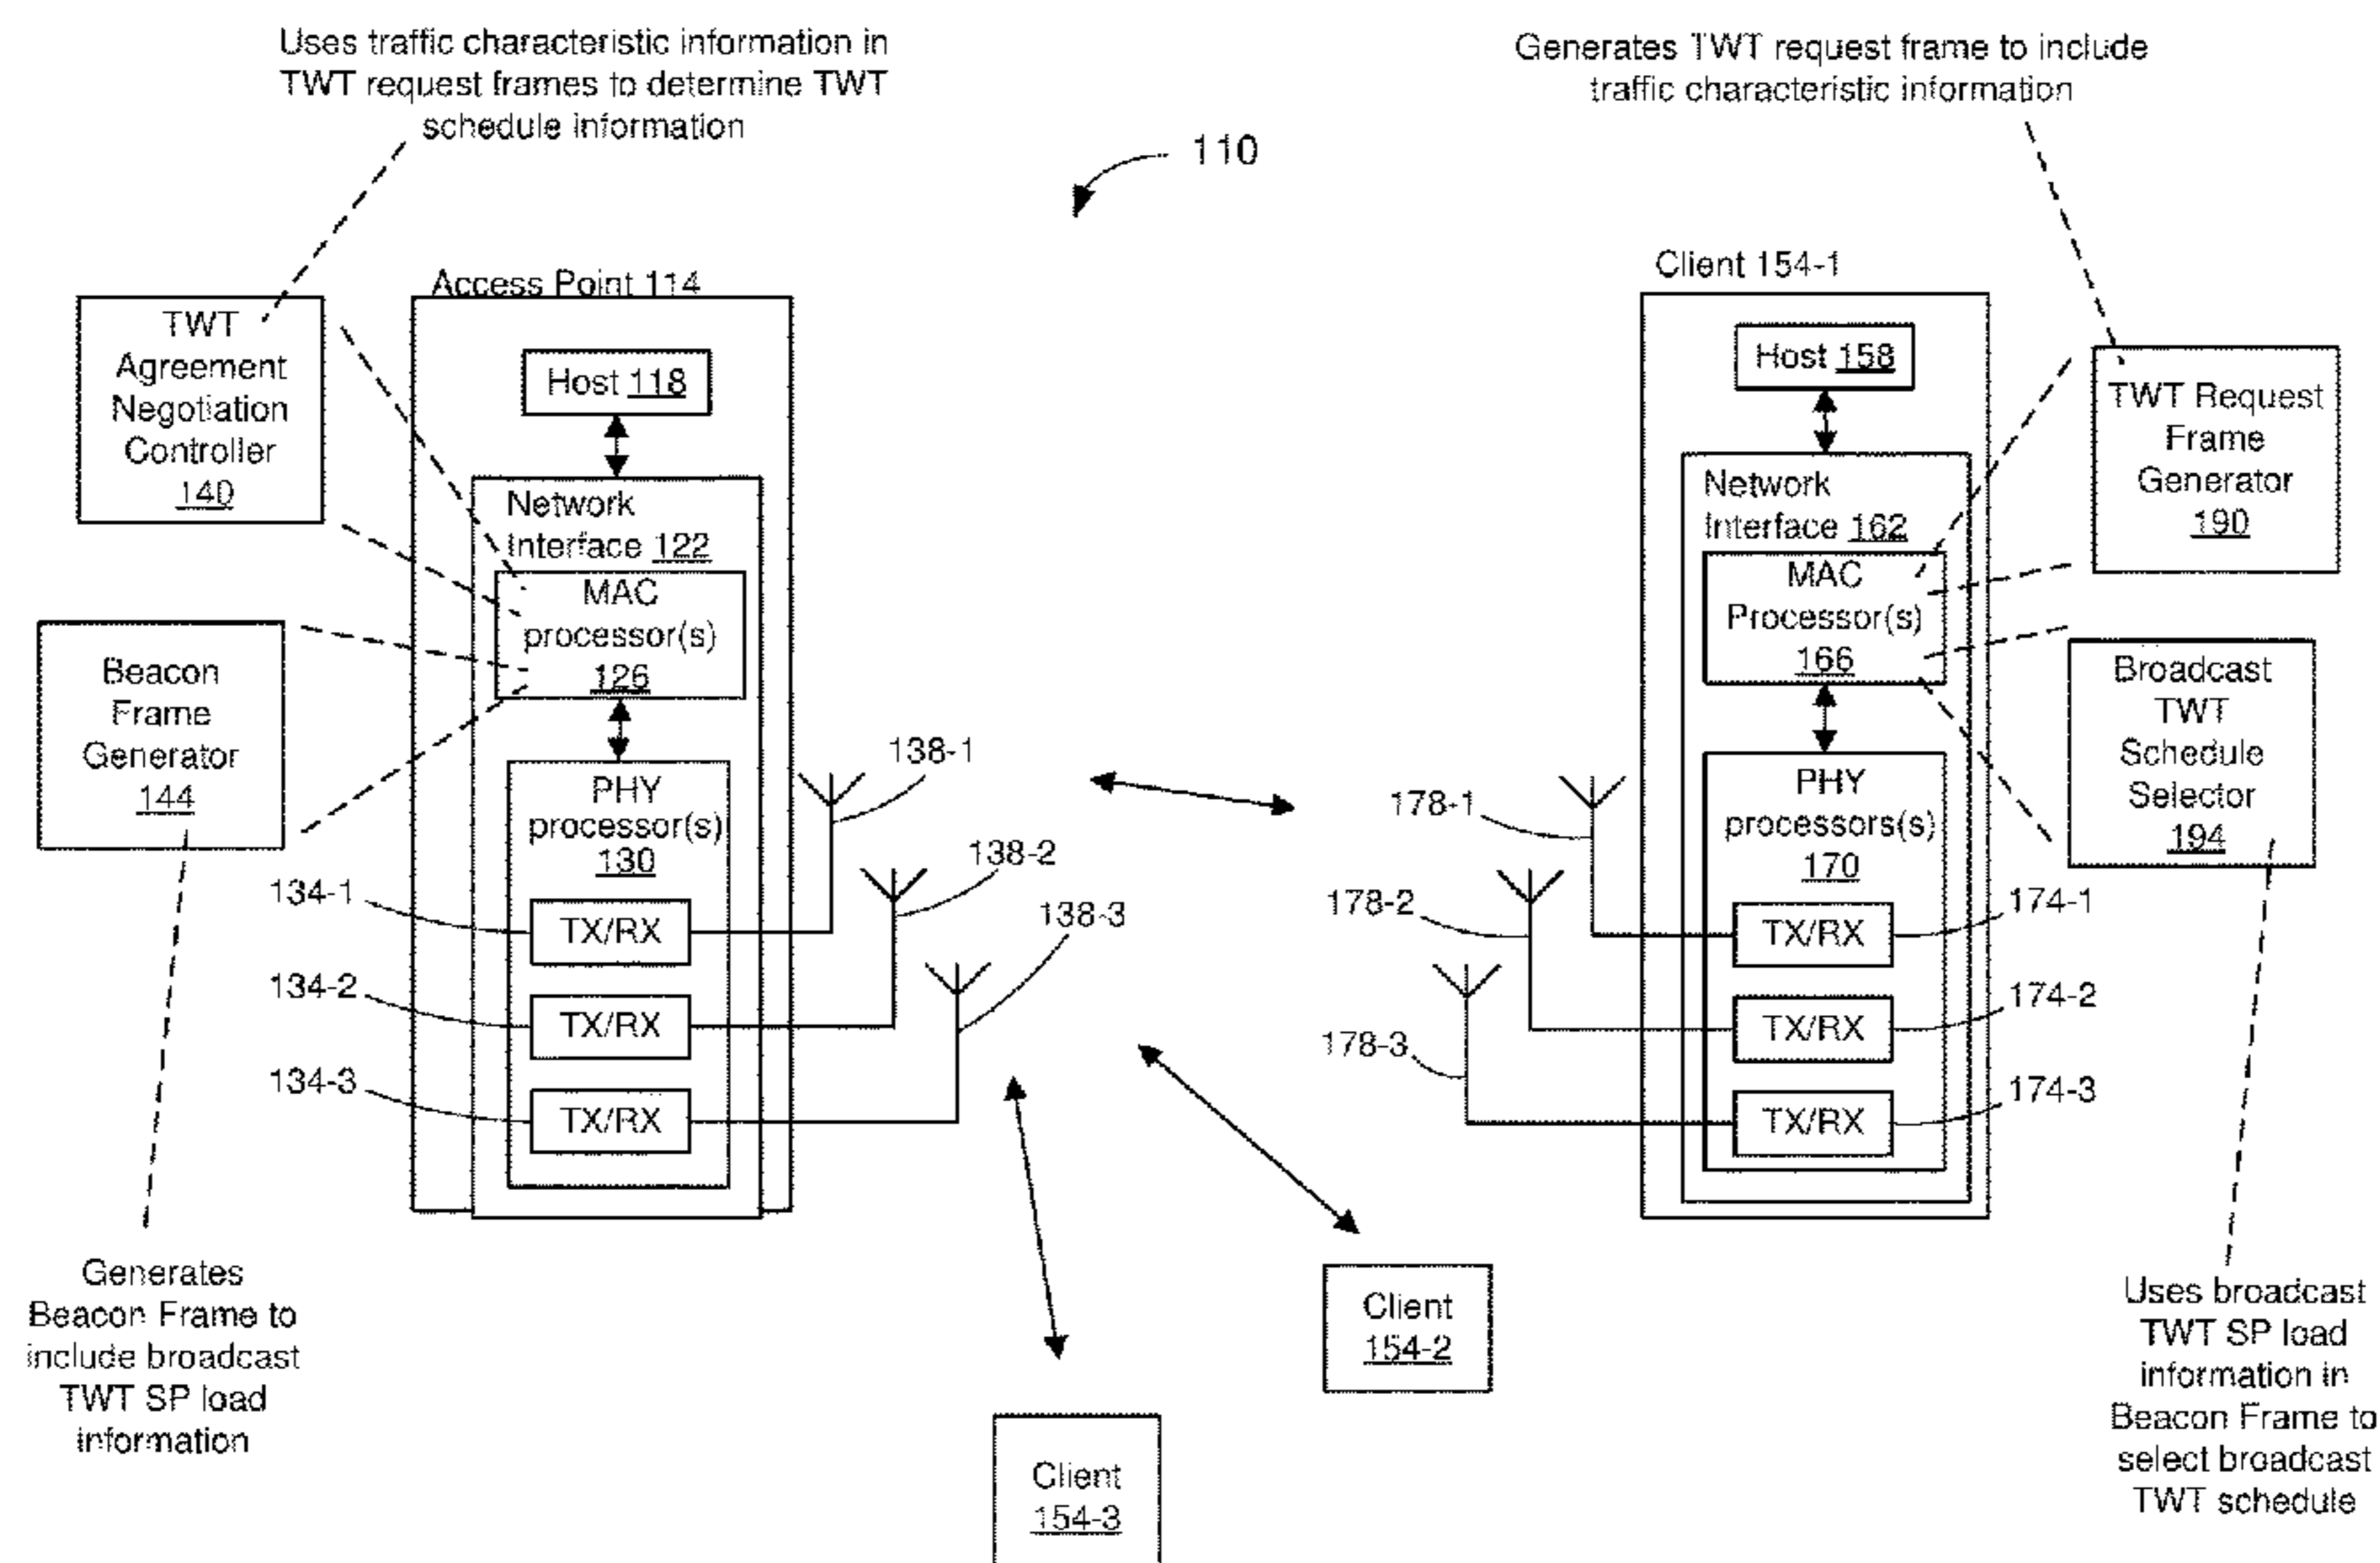 Uses traffic characteristic information in
TWT request frames to determine TWT
schedule information
Generates TWT request frame to include
traffic characteristic information
110
Access Point 114
Client 154-1
TWT
Agreement
Negotiation
Controller
140
Host 118
Host 158
TWT Request
Frame
Generator
190
Network
Interface 122
MAC
processor(s)
126
Network
Interface 162
MAC
Processor(s)
166
Beacon
Frame
Generator
144
Broadcast
TWT
Schedule
Selector
194
PHY
processor(s)
130
138-1
138-2
138-3
178-1
178-2
178-3
PHY
processors(s)
170
134-1
TX/RX
134-2
TX/RX
134-3
TX/RX
TX/RX
174-1
TX/RX
174-2
TX/RX
174-3
Generates
Beacon Frame to
include broadcast
TWT SP load
information
Client
154-2
Client
154-3
Uses broadcast
TWT SP load
information in
Beacon Frame to
select broadcast
TWT schedule